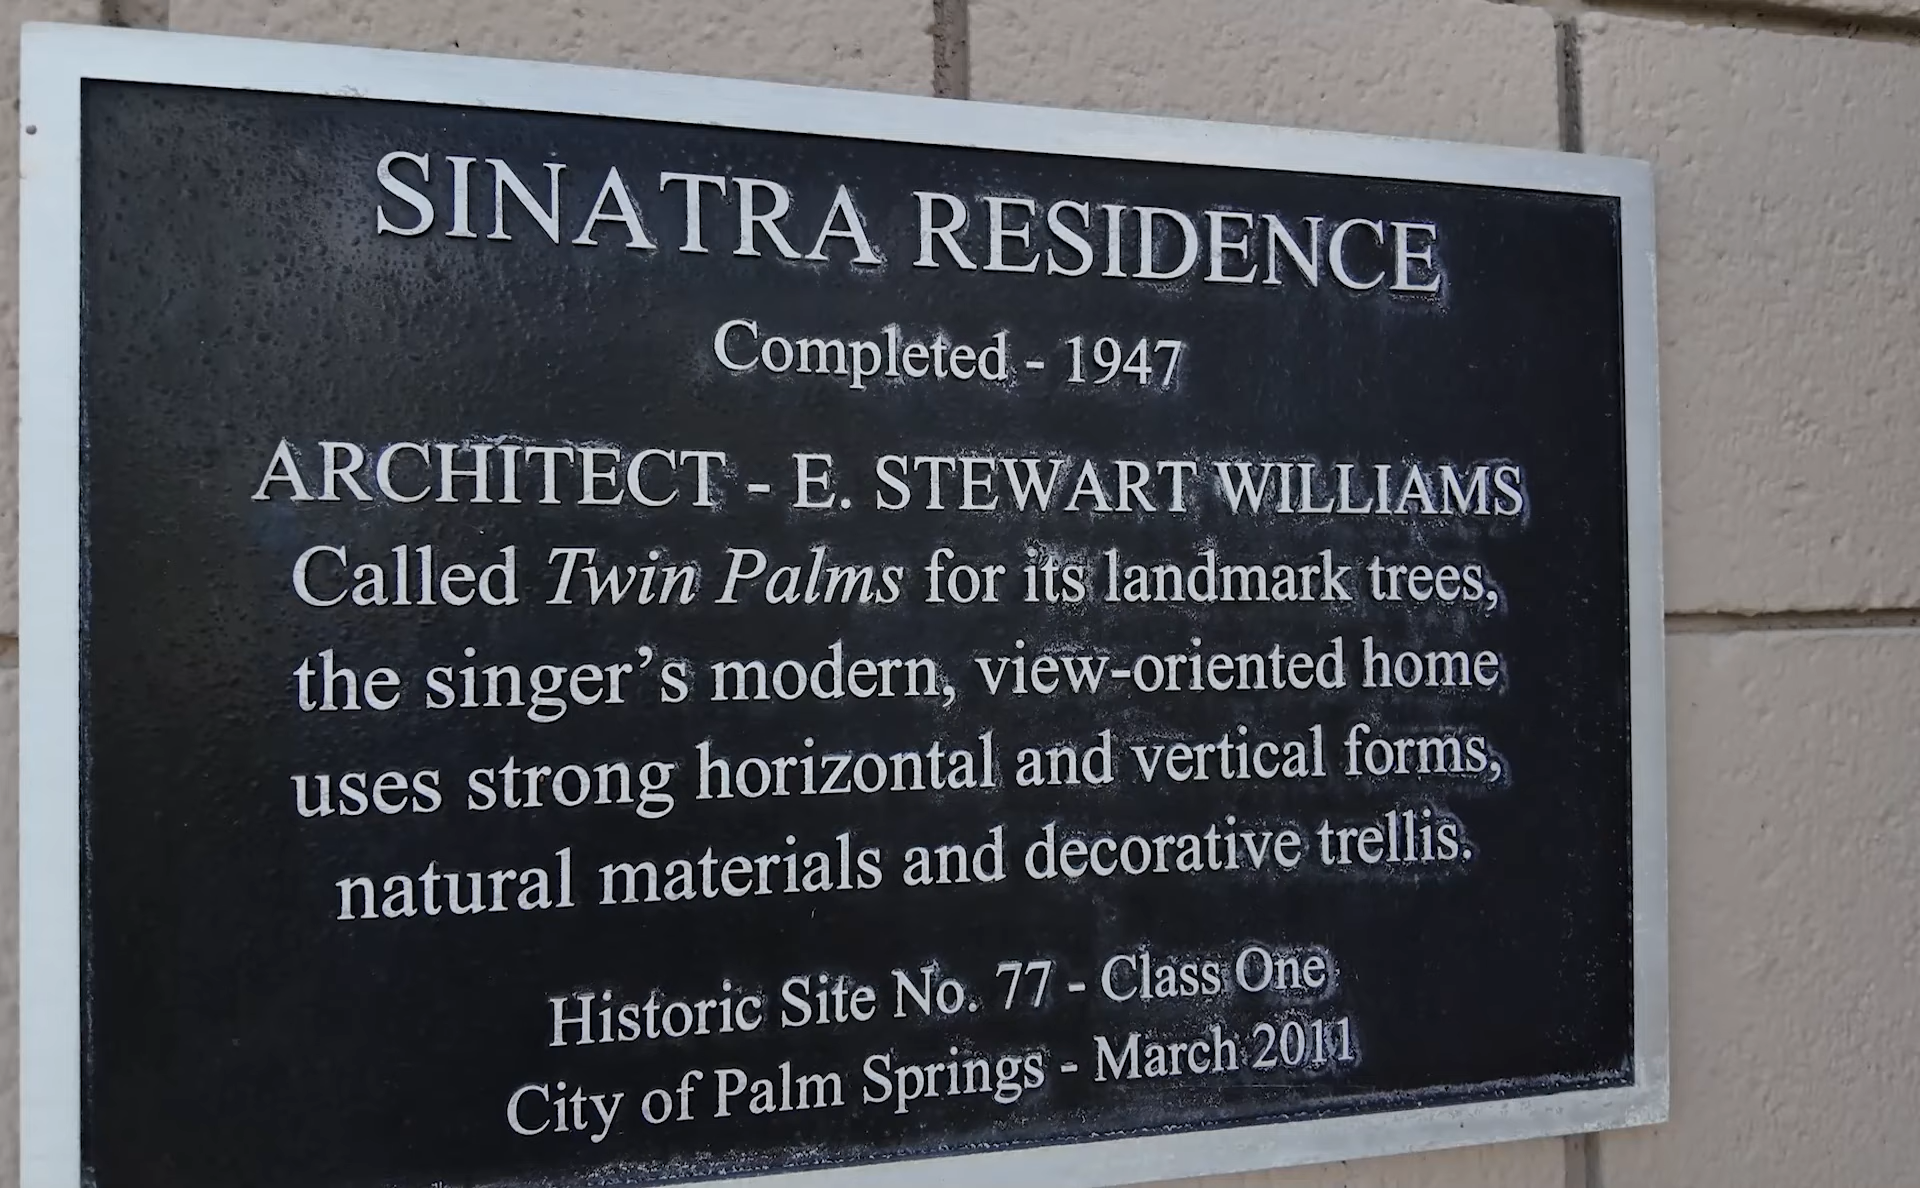 SINATRA RESIDENCE
Completed - 1947
ARCHITECT - E. STEWART WILLIAMS
Called Twin Palms for its landmark trees,
the singer's modern, view-oriented home
uses strong horizontal and vertical forms,
natural materials and decorative trellis.
Historic Site No. 77 - Class One
City of Palm Springs - March 2011